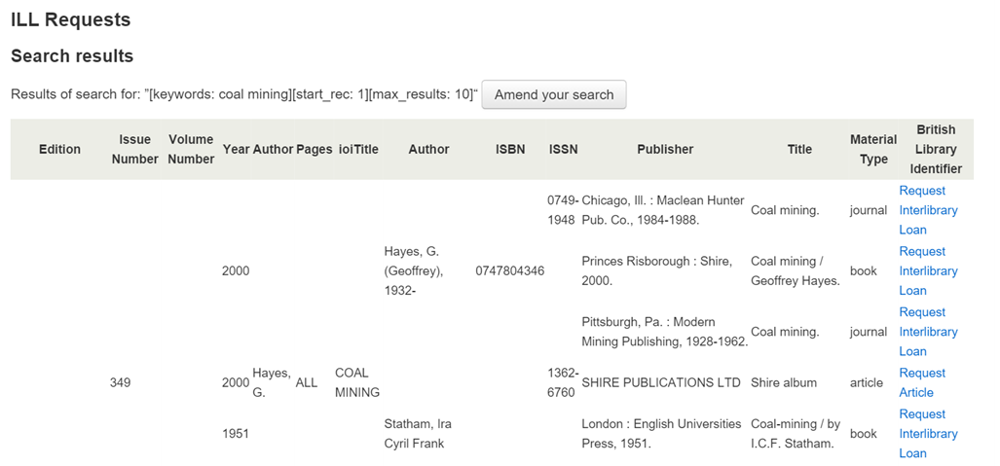 ILL Requests
Search results
Results of search for: ”[keywords: coal mining][start_rec: 1][max_results: 10]“ Amend your search
Edition Issue Number Volume Number Year Author Pages ioiTitle Author ISBN ISSN Publisher Title Material Type British Library Identifier
0749-1948 Chicago, Ill. : Maclean Hunter Pub. Co., 1984-1988. Coal mining. journal Request Interlibrary Loan
2000 Hayes, G. (Geoffrey), 1932- 0747804346 Princes Risborough : Shire, 2000. Coal mining / Geoffrey Hayes. book Request Interlibrary Loan
Pittsburgh, Pa. : Modern Mining Publishing, 1928-1962. Coal mining. journal Request Interlibrary Loan
349 2000 Hayes, G. ALL COAL MINING 1362-6760 SHIRE PUBLICATIONS LTD Shire album article Request Article
1951 Statham, Ira Cyril Frank London : English Universities Press, 1951. Coal-mining / by I.C.F. Statham. book Request Interlibrary Loan